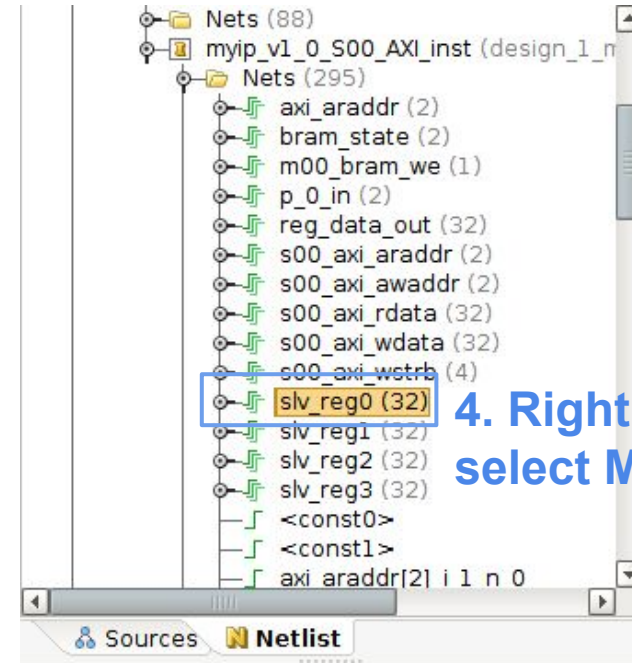 Nets (88)
myip_v1_0_S00_AXI_inst (design_1_m
Nets (295)
axi_araddr (2)
bram_state (2)
m00_bram_we (1)
p_0_in (2)
reg_data_out (32)
s00_axi_araddr (2)
s00_axi_awaddr (2)
s00_axi_rdata (32)
s00_axi_wdata (32)
s00_axi_wstrb (4)
slv_reg0 (32)
4. Right
slv_reg1 (32)
select M
slv_reg2 (32)
slv_reg3 (32)
<const0>
<const1>
axi_araddr[2]_i_1_n_0
Sources
Netlist